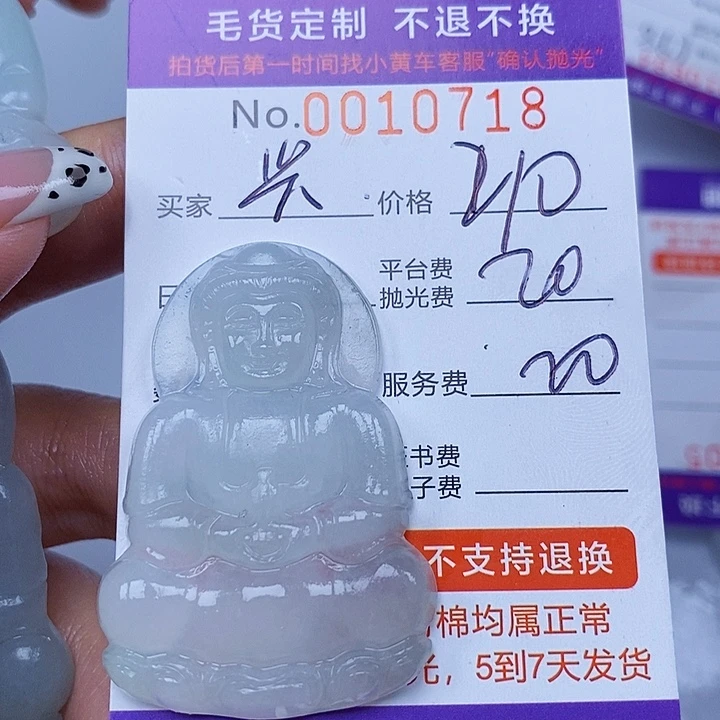 毛货定制 不退不换
拍货后第一时间找小黄车客服"确认抛光"
No.0010718
买家 吴 价格 240
平台费
抛光费 20
服务费 20
书费
子费
不支持退换
棉均属正常
光，5到7天发货